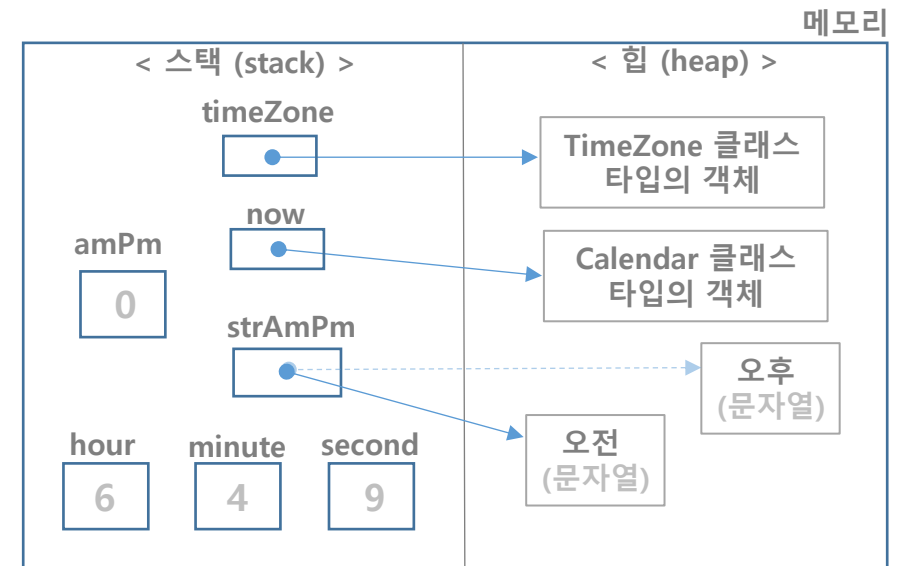 메모리
< 스택 (stack) >
< 힙 (heap) >
timeZone
TimeZone 클래스
타입의 객체
now
amPm
0
Calendar 클래스
타입의 객체
strAmPm
오후
(문자열)
오전
(문자열)
hour
minute
second
6
4
9